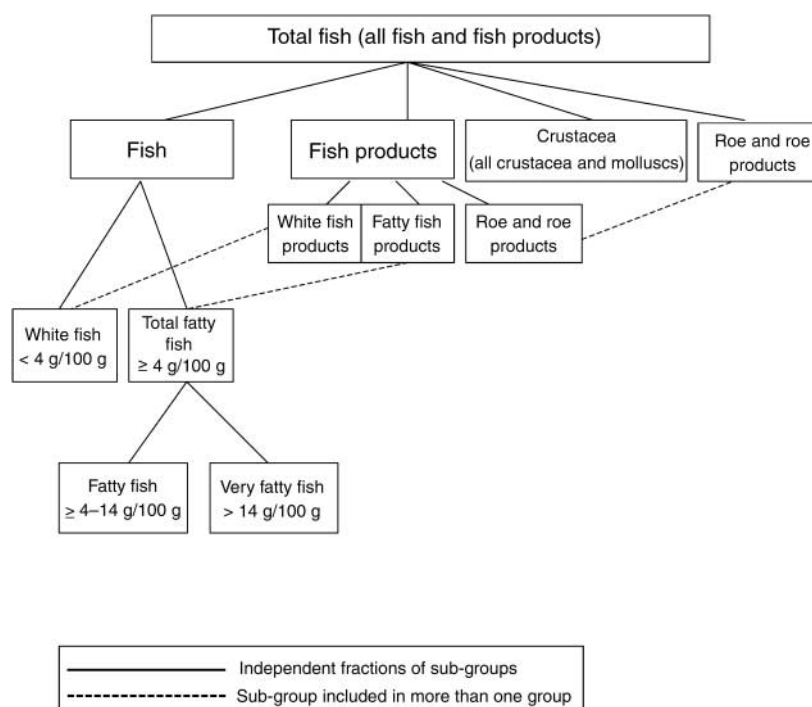 Total fish (all fish and fish products)
Fish
Fish products
Crustacea
(all crustacea and molluscs)
Roe and roe
products
White fish
products
Fatty fish
products
Roe and roe
products
White fish
< 4 g/100 g
Total fatty
fish
≥ 4 g/100 g
Fatty fish
≥ 4–14 g/100 g
Very fatty fish
> 14 g/100 g
Independent fractions of sub-groups
Sub-group included in more than one group